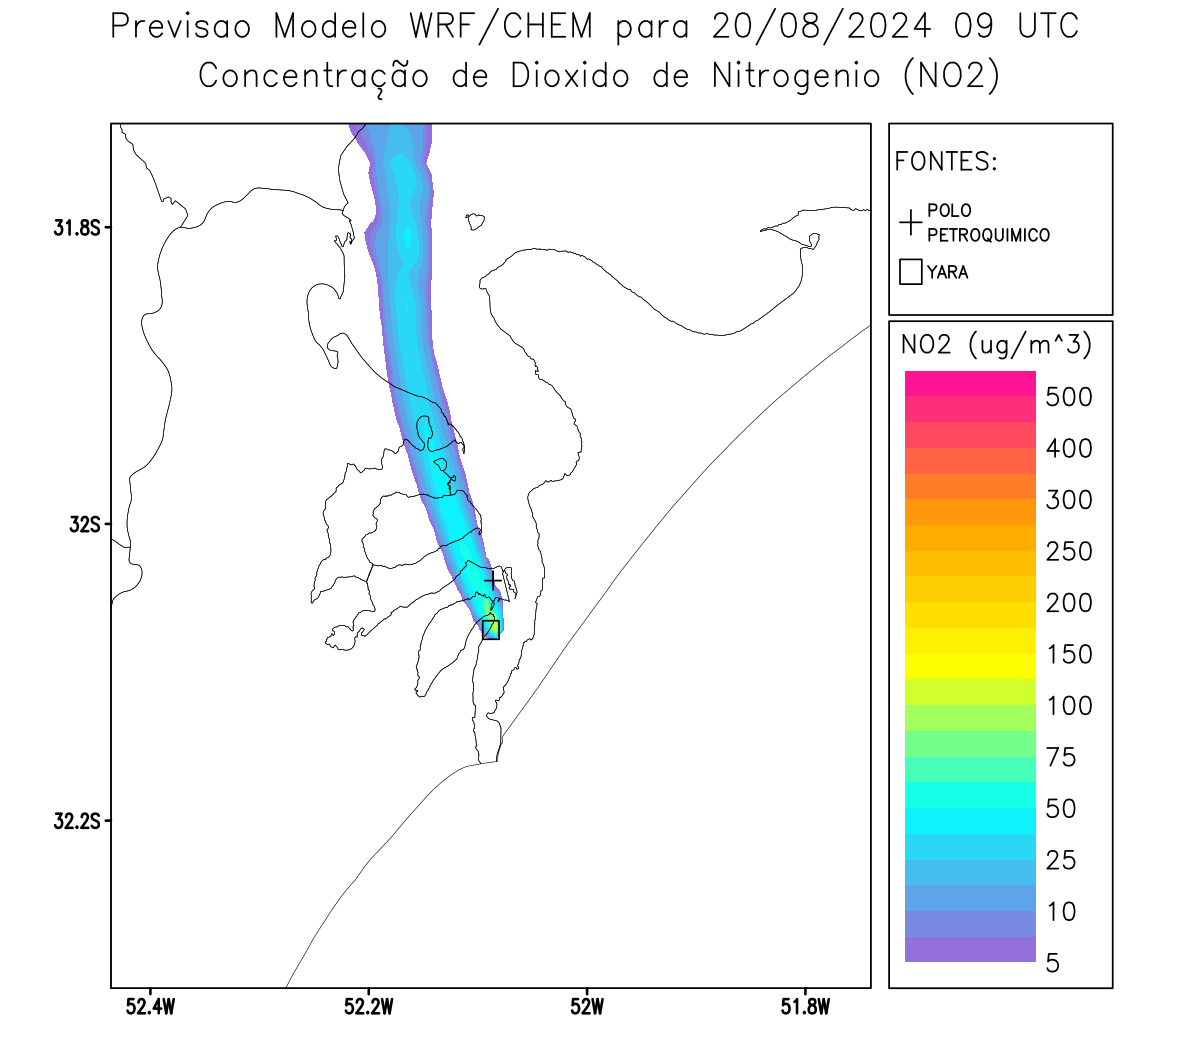 Previsao Modelo WRF/CHEM para 20/08/2024 09 UTC
Concentração de Dioxido de Nitrogenio (NO2)
FONTES:
POLO
PETROQUIMICO
YARA
NO2 (ug/m^3)
500
400
300
250
200
150
100
75
50
25
10
5
31.8S
32S
32.2S
52.4W
52.2W
52W
51.8W